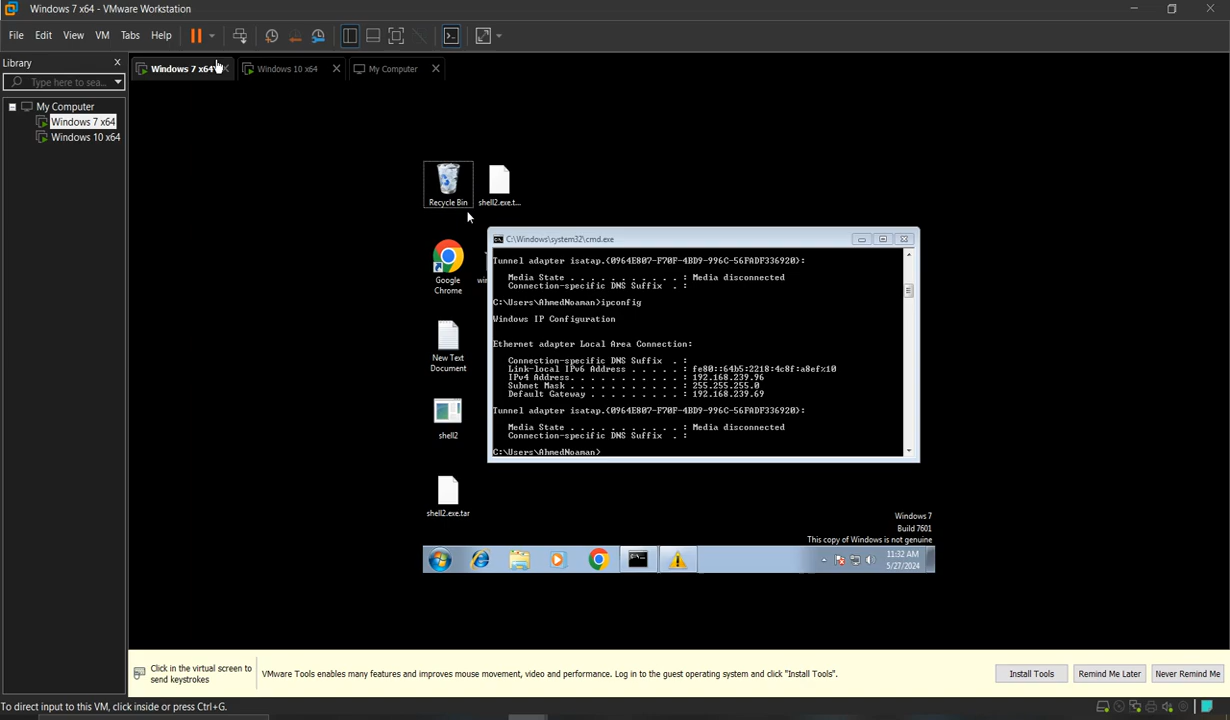 Windows 7 x64 - VMware Workstation
File Edit View VM Tabs Help
Library
Type here to sea...
My Computer
Windows 7 x64
Windows 10 x64
Windows 7 x64
Windows 10 x64
My Computer
Recycle Bin
shell2.exe.t...
Google
Chrome
wi
New Text
Document
shell2
shell2.exe.tar
C:\Windows\system32\cmd.exe
Tunnel adapter isatap.{0964E807-F70F-4BD9-996C-56FADF336920}:
Media State . . . . . . . . . . . : Media disconnected
Connection-specific DNS Suffix . :
C:\Users\AhmedNoaman>ipconfig
Windows IP Configuration
Ethernet adapter Local Area Connection:
Connection-specific DNS Suffix . :
Link-local IPv6 Address . . . . . : fe80::64b5:2218:4c8f:a8ef%10
IPv4 Address. . . . . . . . . . . : 192.168.239.96
Subnet Mask . . . . . . . . . . . : 255.255.255.0
Default Gateway . . . . . . . . . : 192.168.239.69
Tunnel adapter isatap.{0964E807-F70F-4BD9-996C-56FADF336920}:
Media State . . . . . . . . . . . : Media disconnected
Connection-specific DNS Suffix . :
C:\Users\AhmedNoaman>
Windows 7
Build 7601
This copy of Windows is not genuine
11:32 AM
5/27/2024
Click in the virtual screen to
send keystrokes
VMware Tools enables many features and improves mouse movement, video and performance. Log in to the guest operating system and click "Install Tools".
Install Tools
Remind Me Later
Never Remind Me
To direct input to this VM, click inside or press Ctrl+G.